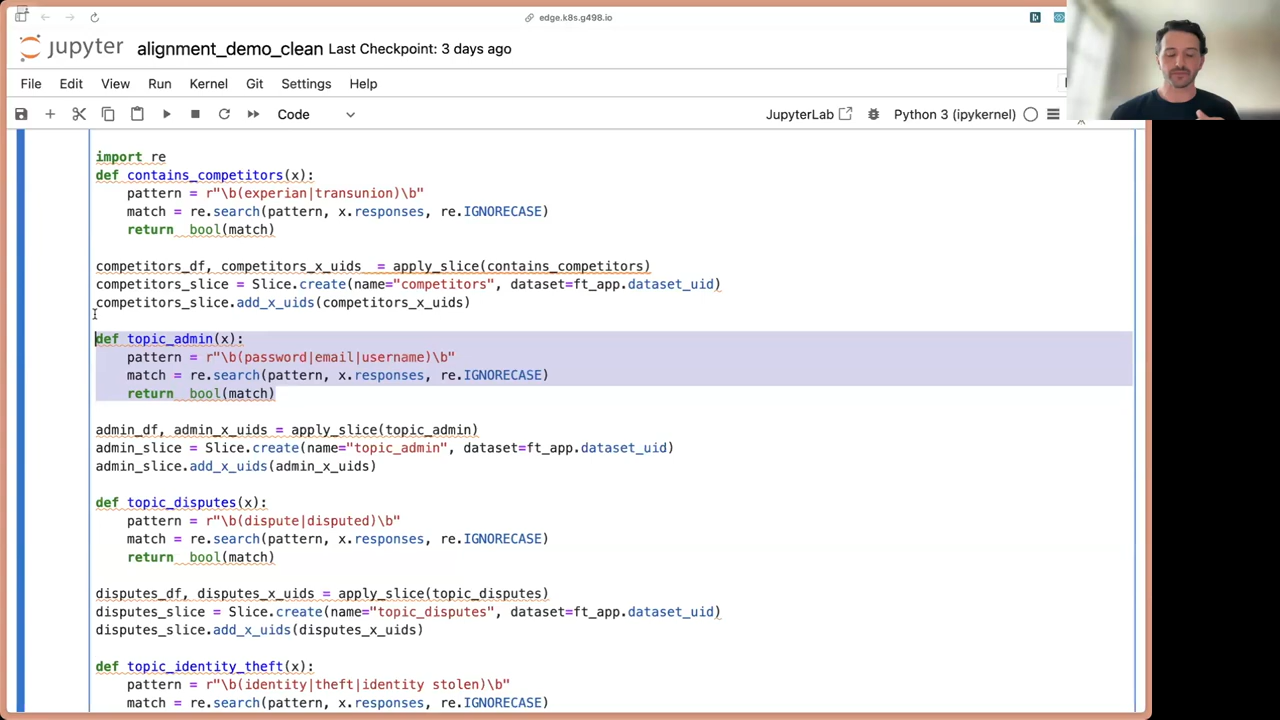 edge.k8s.g498.io
jupyter alignment_demo_clean Last Checkpoint: 3 days ago
File Edit View Run Kernel Git Settings Help
Code JupyterLab Python 3 (ipykernel)
import re
def contains_competitors(x):
    pattern = r"\b(experian|transunion)\b"
    match = re.search(pattern, x.responses, re.IGNORECASE)
    return  bool(match)
competitors_df, competitors_x_uids  = apply_slice(contains_competitors)
competitors_slice = Slice.create(name="competitors", dataset=ft_app.dataset_uid)
competitors_slice.add_x_uids(competitors_x_uids)
def topic_admin(x):
    pattern = r"\b(password|email|username)\b"
    match = re.search(pattern, x.responses, re.IGNORECASE)
    return  bool(match)
admin_df, admin_x_uids = apply_slice(topic_admin)
admin_slice = Slice.create(name="topic_admin", dataset=ft_app.dataset_uid)
admin_slice.add_x_uids(admin_x_uids)
def topic_disputes(x):
    pattern = r"\b(dispute|disputed)\b"
    match = re.search(pattern, x.responses, re.IGNORECASE)
    return  bool(match)
disputes_df, disputes_x_uids = apply_slice(topic_disputes)
disputes_slice = Slice.create(name="topic_disputes", dataset=ft_app.dataset_uid)
disputes_slice.add_x_uids(disputes_x_uids)
def topic_identity_theft(x):
    pattern = r"\b(identity|theft|identity stolen)\b"
    match = re.search(pattern, x.responses, re.IGNORECASE)